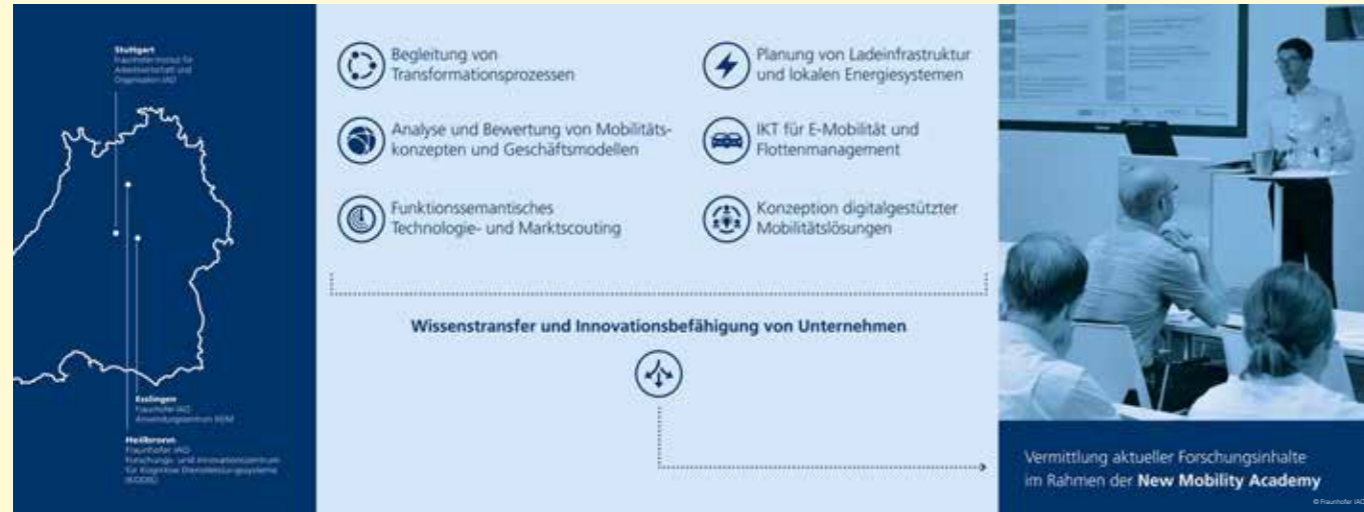 Stuttgart
Fraunhofer-Institut für
Arbeitswirtschaft und
Organisation IAO
Esslingen
Fraunhofer IAO
Anwendungszentrum KEIM
Heilbronn
Fraunhofer IAO
Forschungs- und Innovationszentrum
für Kognitive Dienstleistungssysteme
(KODIS)
Begleitung von
Transformationsprozessen
Analyse und Bewertung von Mobilitäts-
konzepten und Geschäftsmodellen
Funktionssemantisches
Technologie- und Marktscouting
Planung von Ladeinfrastruktur
und lokalen Energiesystemen
IKT für E-Mobilität und
Flottenmanagement
Konzeption digitalgestützter
Mobilitätslösungen
Wissenstransfer und Innovationsbefähigung von Unternehmen
Vermittlung aktueller Forschungsinhalte
im Rahmen der New Mobility Academy
© Fraunhofer IAO